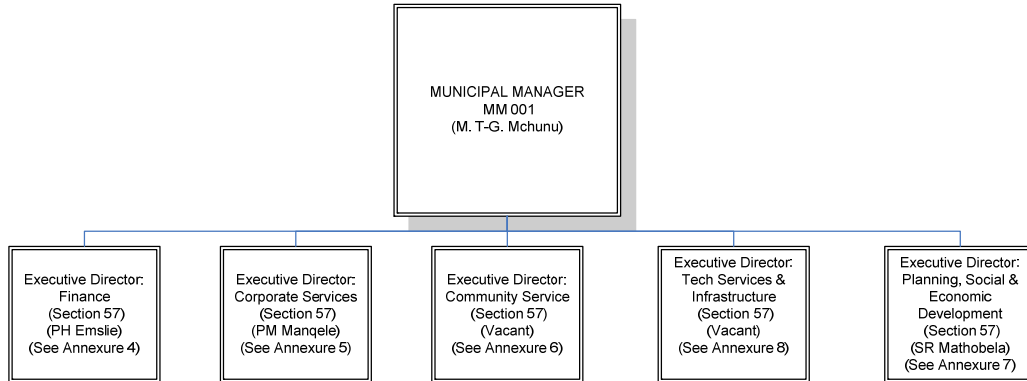 MUNICIPAL MANAGER
MM 001
(M. T-G. Mchunu)
Executive Director:
Finance
(Section 57)
(PH Emslie)
(See Annexure 4)
Executive Director:
Corporate Services
(Section 57)
(PM Manqele)
(See Annexure 5)
Executive Director:
Community Service
(Section 57)
(Vacant)
(See Annexure 6)
Executive Director:
Tech Services &
Infrastructure
(Section 57)
(Vacant)
(See Annexure 8)
Executive Director:
Planning, Social &
Economic
Development
(Section 57)
(SR Mathobela)
(See Annexure 7)